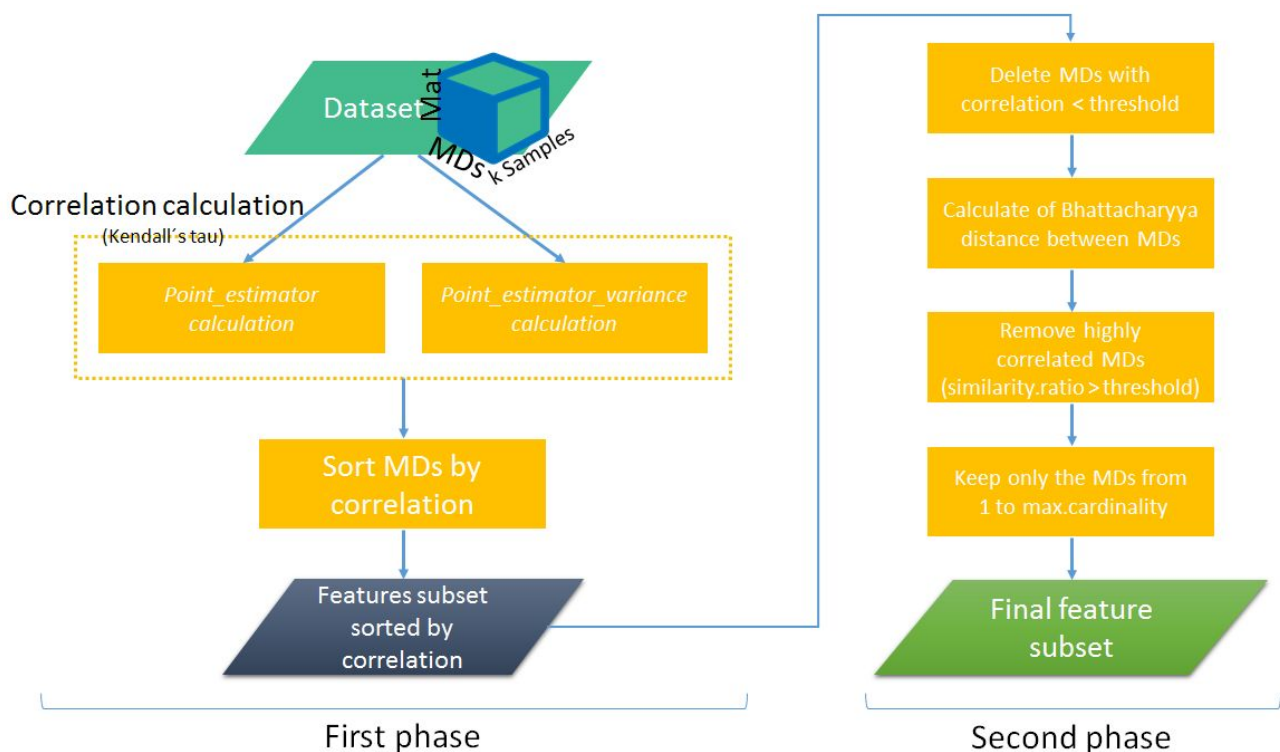 Dataset
Mat
MDs
k Samples
Correlation calculation
(Kendall´s tau)
Point_estimator
calculation
Point_estimator_variance
calculation
Sort MDs by
correlation
Features subset
sorted by
correlation
First phase
Delete MDs with
correlation < threshold
Calculate of Bhattacharyya
distance between MDs
Remove highly
correlated MDs
(similarity.ratio > threshold)
Keep only the MDs from
1 to max.cardinality
Final feature
subset
Second phase